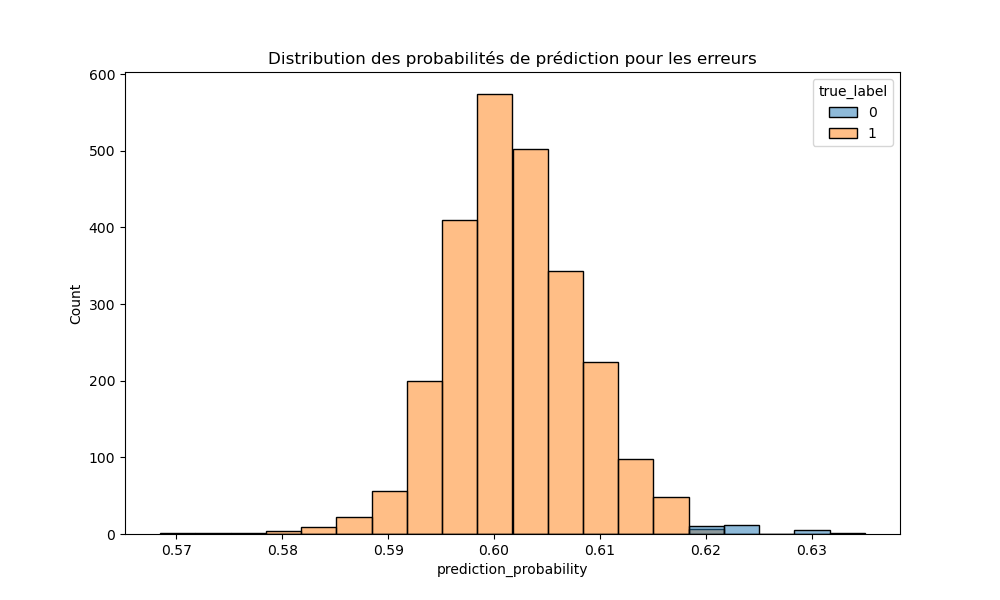 Distribution des probabilités de prédiction pour les erreurs
true_label
0
1
600
500
400
300
200
100
0
Count
0.57 0.58 0.59 0.60 0.61 0.62 0.63
prediction_probability